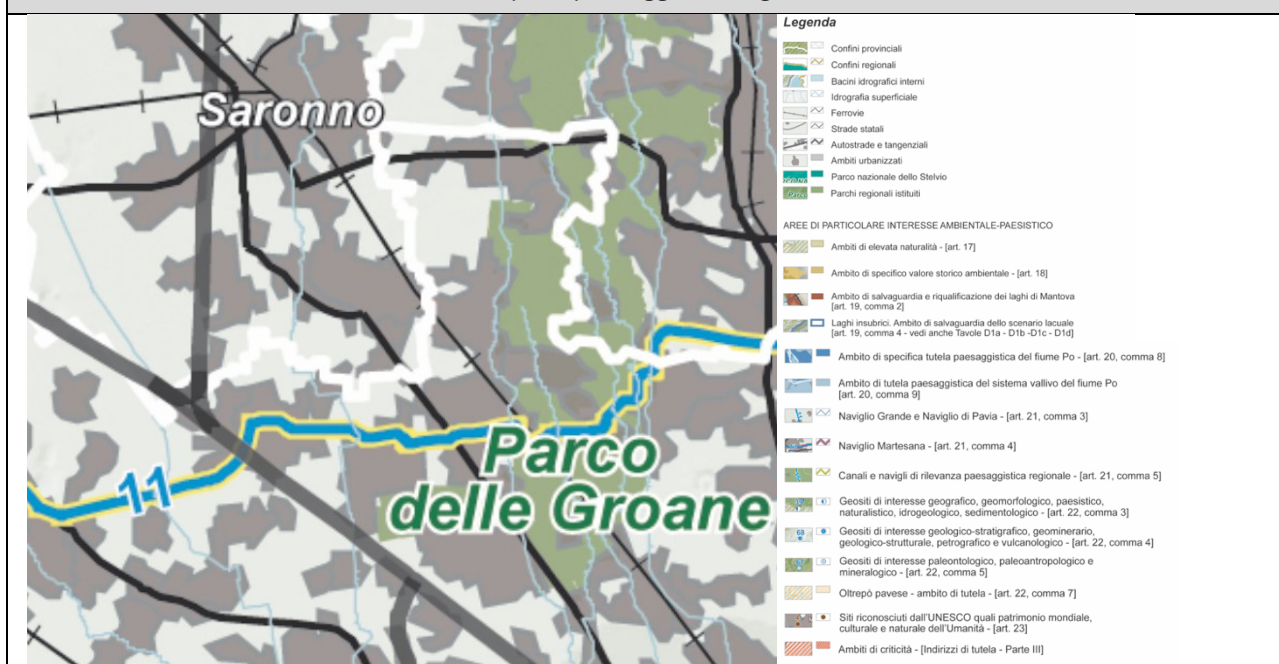 Legenda
Confini provinciali
Confini regionali
Bacini idrografici interni
Idrografia superficiale
Ferrovie
Strade statali
Autostrade e tangenziali
Ambiti urbanizzati
Parco nazionale dello Stelvio
Parchi regionali istituiti
AREE DI PARTICOLARE INTERESSE AMBIENTALE-PAESISTICO
Ambiti di elevata naturalità - [art. 17]
Ambito di specifico valore storico ambientale - [art. 18]
Ambito di salvaguardia e riqualificazione dei laghi di Mantova
[art. 19, comma 2]
Laghi insubrici. Ambito di salvaguardia dello scenario lacuale
[art. 19, comma 4 - vedi anche Tavole D1a - D1b -D1c - D1d]
Ambito di specifica tutela paesaggistica del fiume Po - [art. 20, comma 8]
Ambito di tutela paesaggistica del sistema vallivo del fiume Po
[art. 20, comma 9]
Naviglio Grande e Naviglio di Pavia - [art. 21, comma 3]
Naviglio Martesana - [art. 21, comma 4]
Canali e navigli di rilevanza paesaggistica regionale - [art. 21, comma 5]
Geositi di interesse geografico, geomorfologico, paesistico,
naturalistico, idrogeologico, sedimentologico - [art. 22, comma 3]
Geositi di interesse geologico-stratigrafico, geominerario,
geologico-strutturale, petrografico e vulcanologico - [art. 22, comma 4]
Geositi di interesse paleontologico, paleoantropologico e
mineralogico - [art. 22, comma 5]
Oltrepò pavese - ambito di tutela - [art. 22, comma 7]
Siti riconosciuti dall'UNESCO quali patrimonio mondiale,
culturale e naturale dell'Umanità - [art. 23]
Ambiti di criticità - [Indirizzi di tutela - Parte III]
Saronno
11
Parco
delle Groane